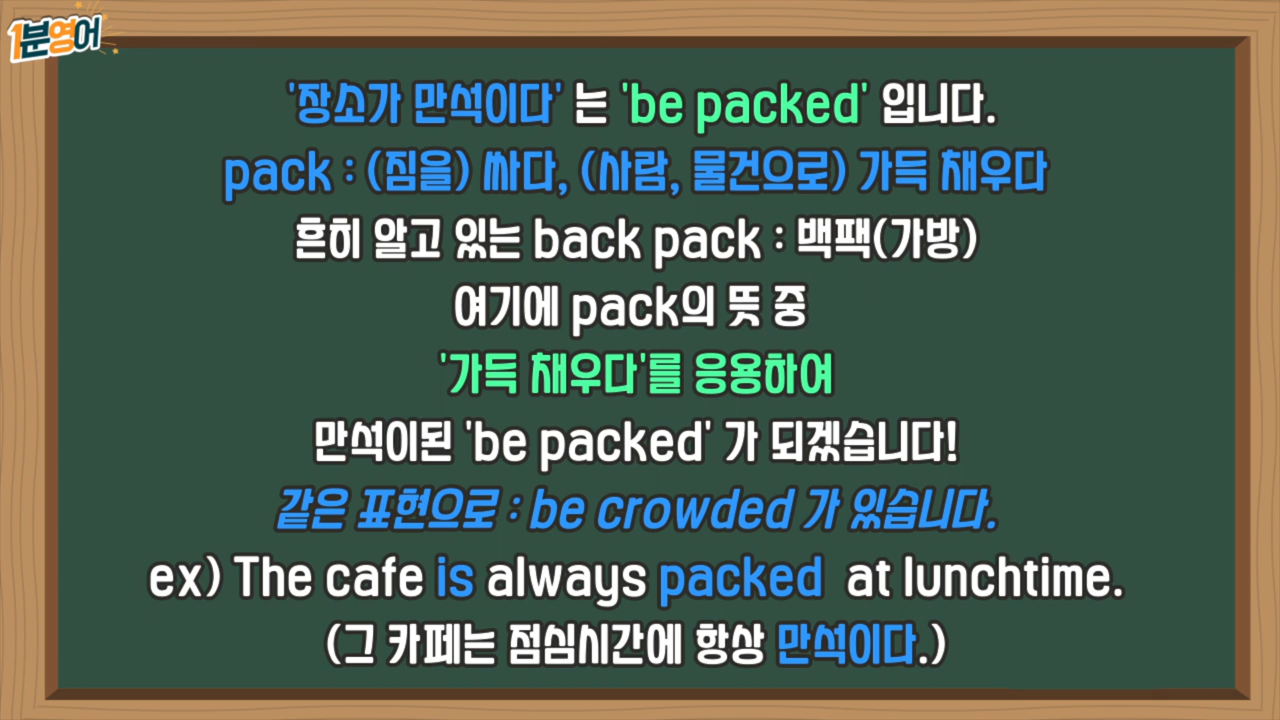 1분영어
'장소가 만석이다' 는 'be packed' 입니다.
pack : (짐을) 싸다, (사람, 물건으로) 가득 채우다
흔히 알고 있는 back pack : 백팩(가방)
여기에 pack의 뜻 중
'가득 채우다'를 응용하여
만석이된 'be packed' 가 되겠습니다!
같은 표현으로 : be crowded 가 있습니다.
ex) The cafe is always packed at lunchtime.
(그 카페는 점심시간에 항상 만석이다.)